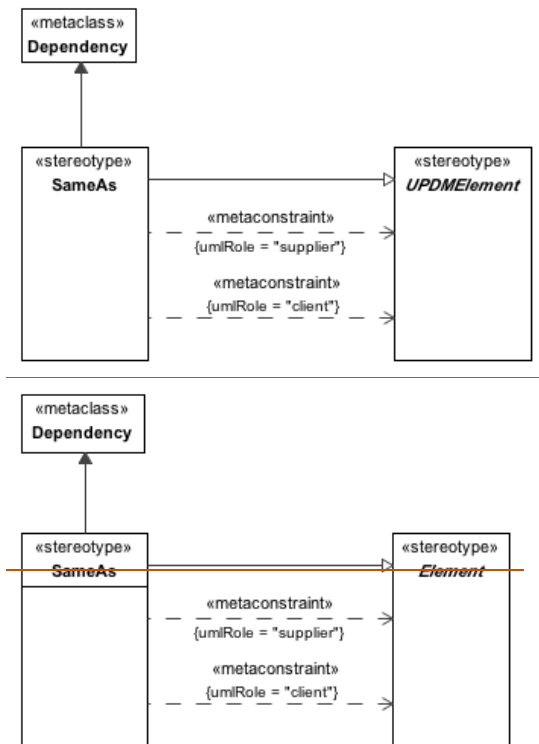 «metaclass»
Dependency
«stereotype»
SameAs
«stereotype»
UPDMElement
«metaconstraint»
{umlRole = "supplier"}
«metaconstraint»
{umlRole = "client"}
«metaclass»
Dependency
«stereotype»
SameAs
«stereotype»
Element
«metaconstraint»
{umlRole = "supplier"}
«metaconstraint»
{umlRole = "client"}